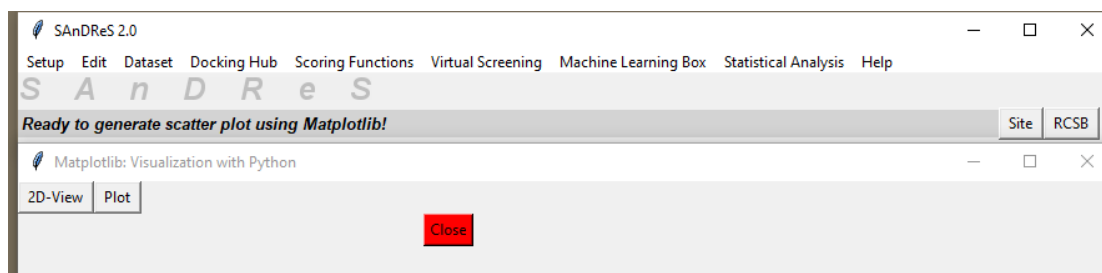 SAnDReS 2.0
Setup Edit Dataset Docking Hub Scoring Functions Virtual Screening Machine Learning Box Statistical Analysis Help
S A n D R e S
Ready to generate scatter plot using Matplotlib! Site RCSB
Matplotlib: Visualization with Python
2D-View Plot
Close